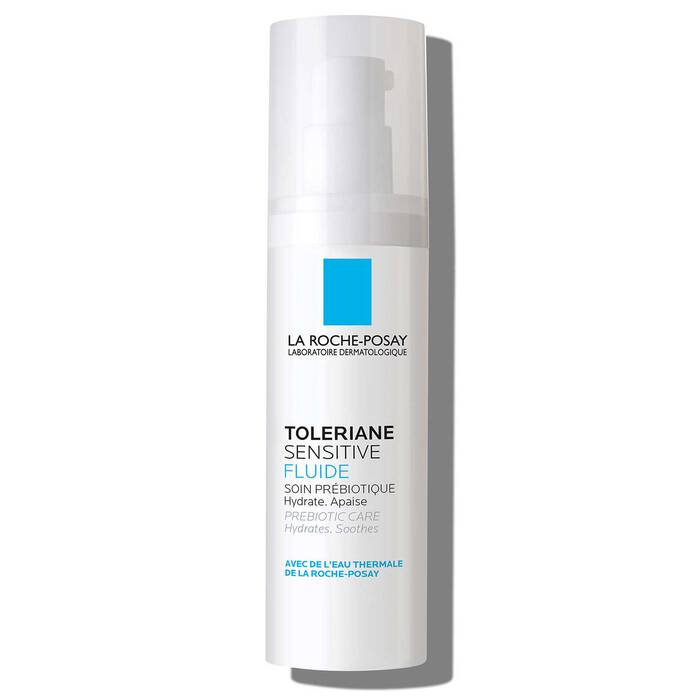 LA ROCHE-POSAY
LABORATOIRE DERMATOLOGIQUE
TOLERIANE
SENSITIVE
FLUIDE
SOIN PRÉBIOTIQUE
Hydrate. Apaise
PREBIOTIC CARE
Hydrates. Soothes
AVEC DE L'EAU THERMALE
DE LA ROCHE-POSAY